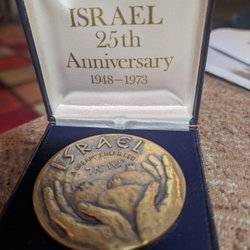 ISRAEL
25th
Anniversary
1948-1973
ISRAEL
A DREAM FULFILLED